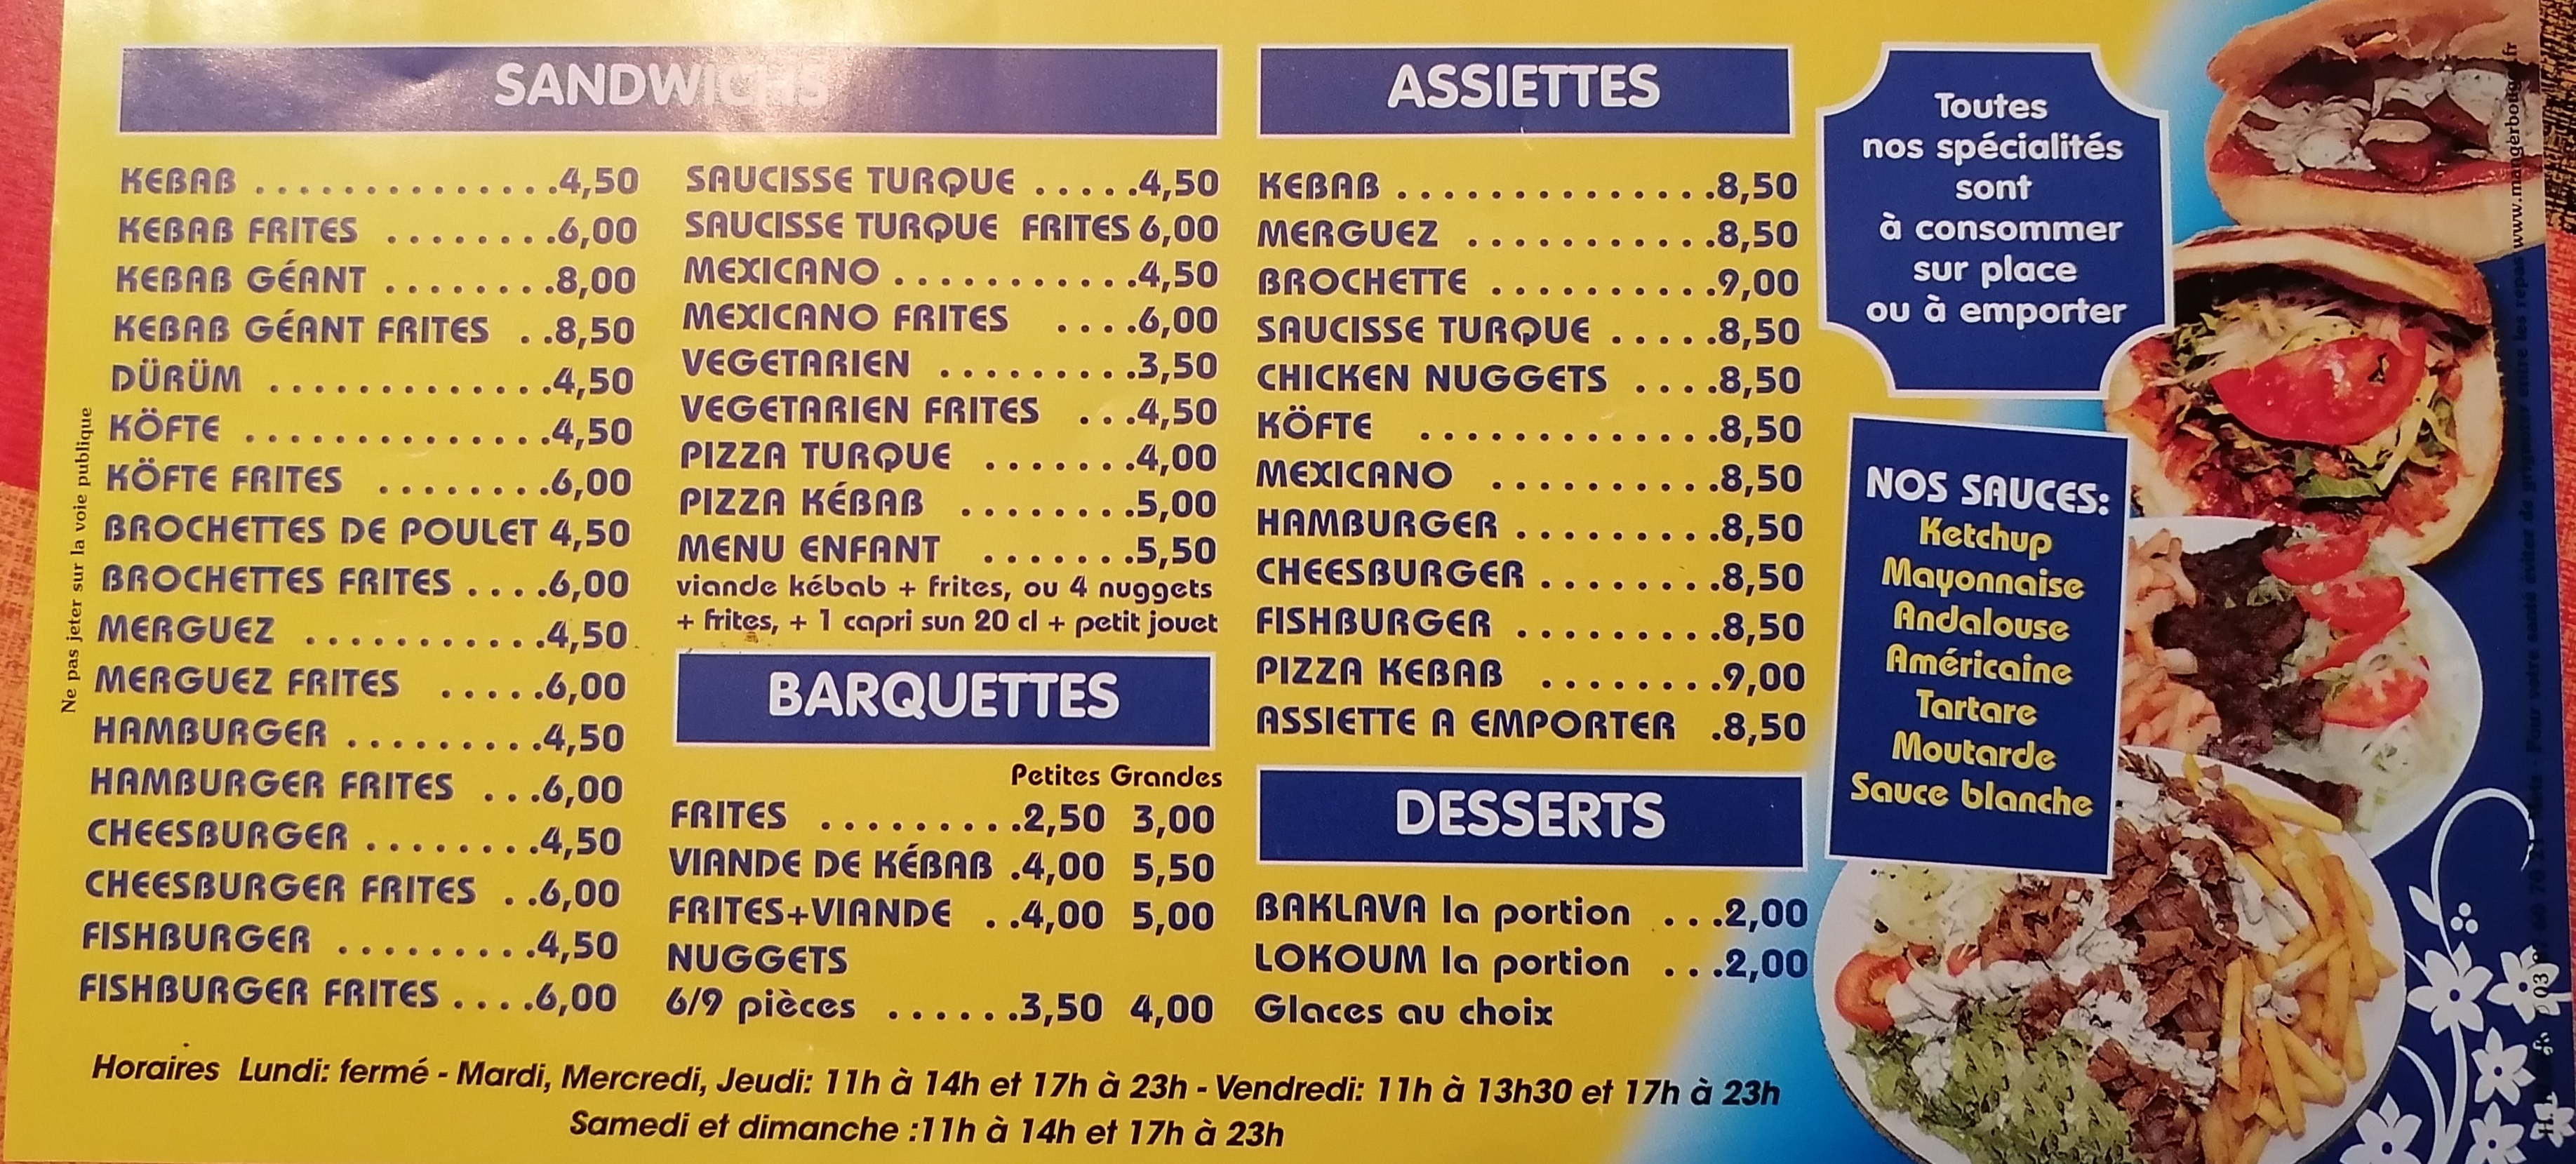 SANDWICHS
KEBAB ..............4,50
KEBAB FRITES ........6,00
KEBAB GÉANT ........8,00
KEBAB GÉANT FRITES ..8,50
DÜRÜM .............4,50
KÖFTE ..............4,50
KÖFTE FRITES ........6,00
BROCHETTES DE POULET 4,50
BROCHETTES FRITES ....6,00
MERGUEZ ...........4,50
MERGUEZ FRITES .....6,00
HAMBURGER .........4,50
HAMBURGER FRITES ...6,00
CHEESBURGER ........4,50
CHEESBURGER FRITES ..6,00
FISHBURGER .........4,50
FISHBURGER FRITES ....6,00
SAUCISSE TURQUE .....4,50
SAUCISSE TURQUE FRITES 6,00
MEXICANO ...........4,50
MEXICANO FRITES ....6,00
VEGETARIEN .........3,50
VEGETARIEN FRITES ...4,50
PIZZA TURQUE .......4,00
PIZZA KÉBAB ........5,00
MENU ENFANT .......5,50
viande kébab + frites, ou 4 nuggets
+ frites, + 1 capri sun 20 cl + petit jouet
BARQUETTES
Petites Grandes
FRITES .........2,50 3,00
VIANDE DE KÉBAB .4,00 5,50
FRITES+VIANDE ..4,00 5,00
NUGGETS
6/9 pièces ......3,50 4,00
ASSIETTES
KEBAB ..............8,50
MERGUEZ ...........8,50
BROCHETTE ..........9,00
SAUCISSE TURQUE .....8,50
CHICKEN NUGGETS ....8,50
KÖFTE .............8,50
MEXICANO ..........8,50
HAMBURGER .........8,50
CHEESBURGER ........8,50
FISHBURGER .........8,50
PIZZA KEBAB ........9,00
ASSIETTE A EMPORTER .8,50
DESSERTS
BAKLAVA la portion ...2,00
LOKOUM la portion ...2,00
Glaces au choix
Toutes
nos spécialités
sont
à consommer
sur place
ou à emporter
NOS SAUCES:
Ketchup
Mayonnaise
Andalouse
Américaine
Tartare
Moutarde
Sauce blanche
Horaires Lundi: fermé - Mardi, Mercredi, Jeudi: 11h à 14h et 17h à 23h - Vendredi: 11h à 13h30 et 17h à 23h
Samedi et dimanche :11h à 14h et 17h à 23h
Ne pas jeter sur la voie publique
Pour votre santé évitez de grignoter entre les repas www.mangerbouger.fr